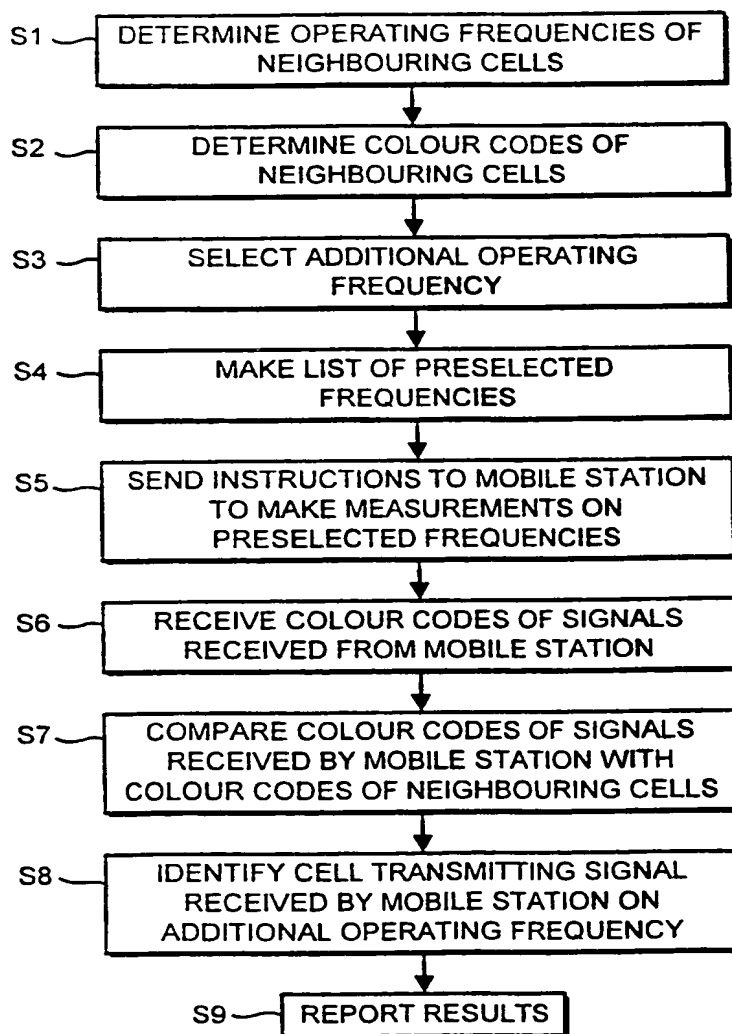 S1
DETERMINE OPERATING FREQUENCIES OF
NEIGHBOURING CELLS
S2
DETERMINE COLOUR CODES OF
NEIGHBOURING CELLS
S3
SELECT ADDITIONAL OPERATING
FREQUENCY
S4
MAKE LIST OF PRESELECTED
FREQUENCIES
S5
SEND INSTRUCTIONS TO MOBILE STATION
TO MAKE MEASUREMENTS ON
PRESELECTED FREQUENCIES
S6
RECEIVE COLOUR CODES OF SIGNALS
RECEIVED FROM MOBILE STATION
S7
COMPARE COLOUR CODES OF SIGNALS
RECEIVED BY MOBILE STATION WITH
COLOUR CODES OF NEIGHBOURING CELLS
S8
IDENTIFY CELL TRANSMITTING SIGNAL
RECEIVED BY MOBILE STATION ON
ADDITIONAL OPERATING FREQUENCY
S9
REPORT RESULTS